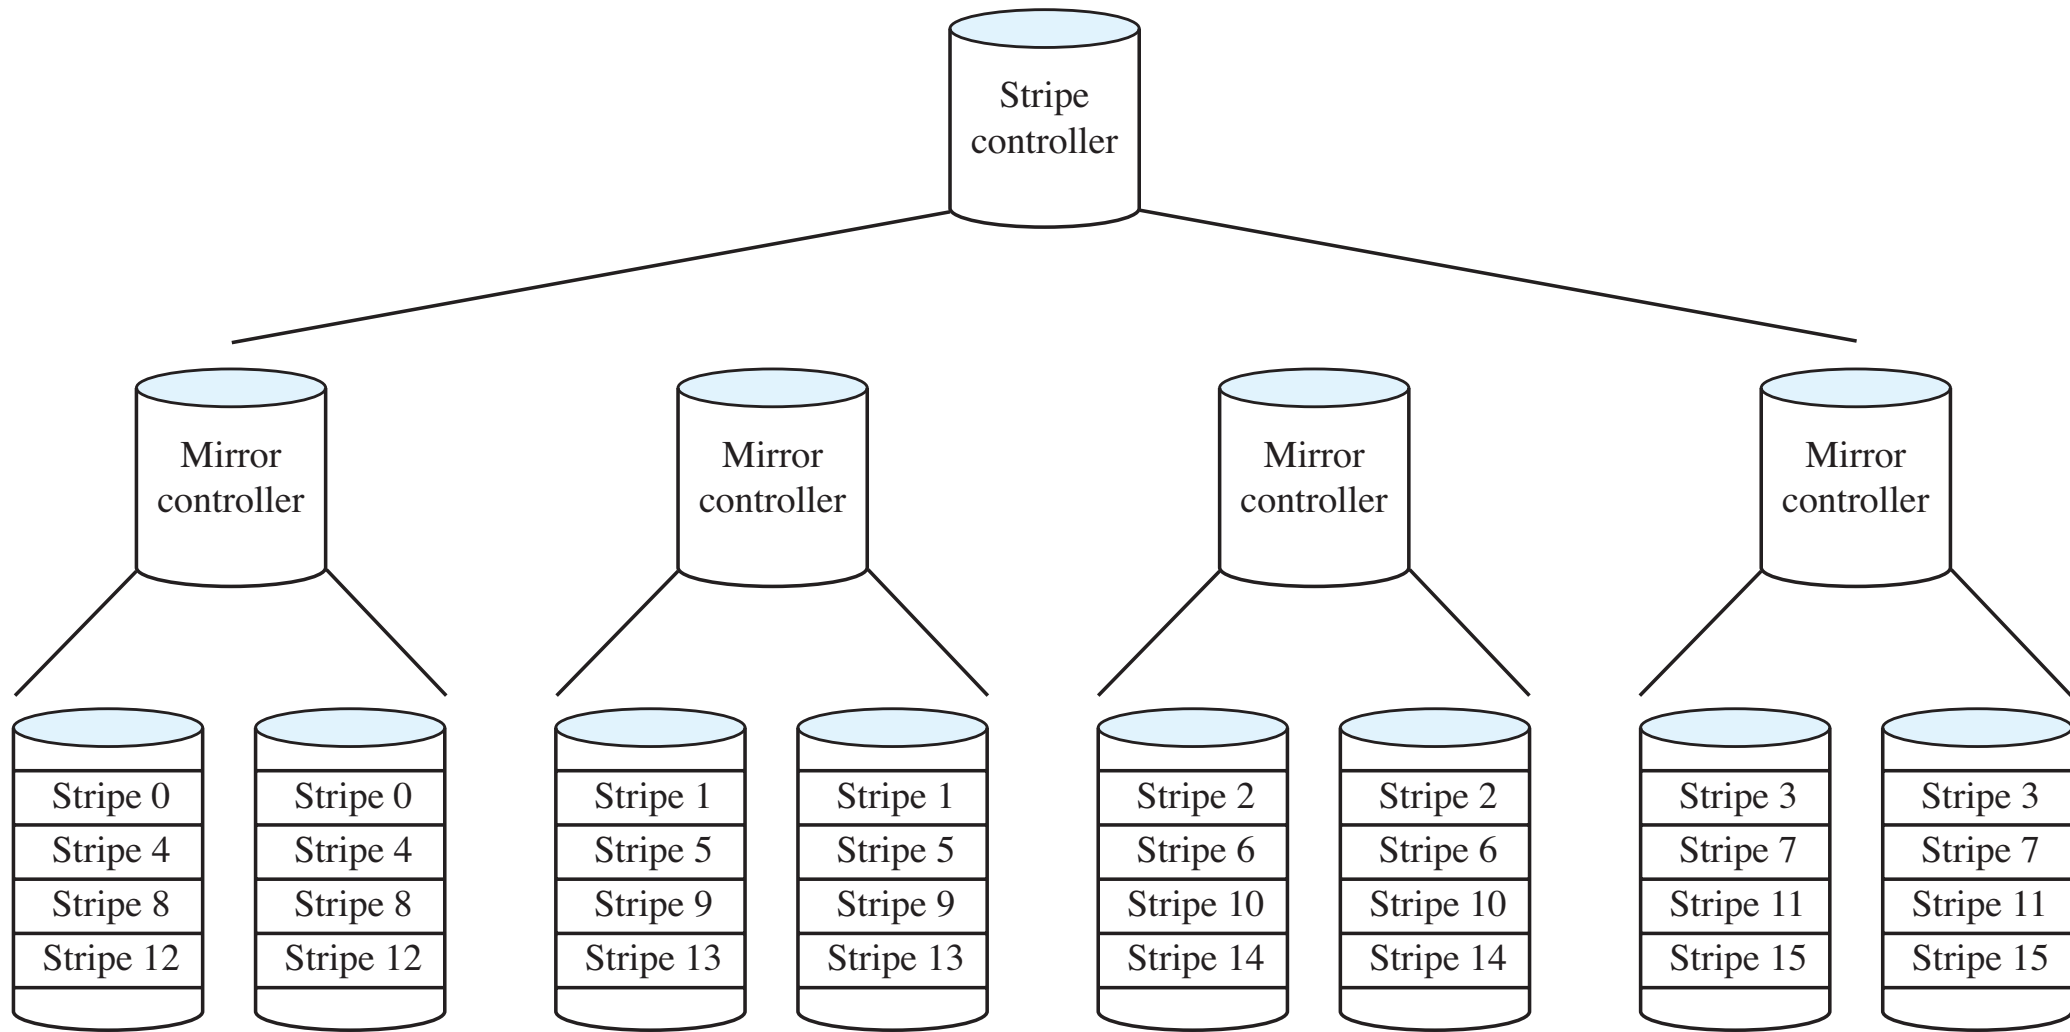 Stripe
controller
Mirror
controller
Mirror
controller
Mirror
controller
Mirror
controller
Stripe 0
Stripe 4
Stripe 8
Stripe 12
Stripe 0
Stripe 4
Stripe 8
Stripe 12
Stripe 1
Stripe 5
Stripe 9
Stripe 13
Stripe 1
Stripe 5
Stripe 9
Stripe 13
Stripe 2
Stripe 6
Stripe 10
Stripe 14
Stripe 2
Stripe 6
Stripe 10
Stripe 14
Stripe 3
Stripe 7
Stripe 11
Stripe 15
Stripe 3
Stripe 7
Stripe 11
Stripe 15